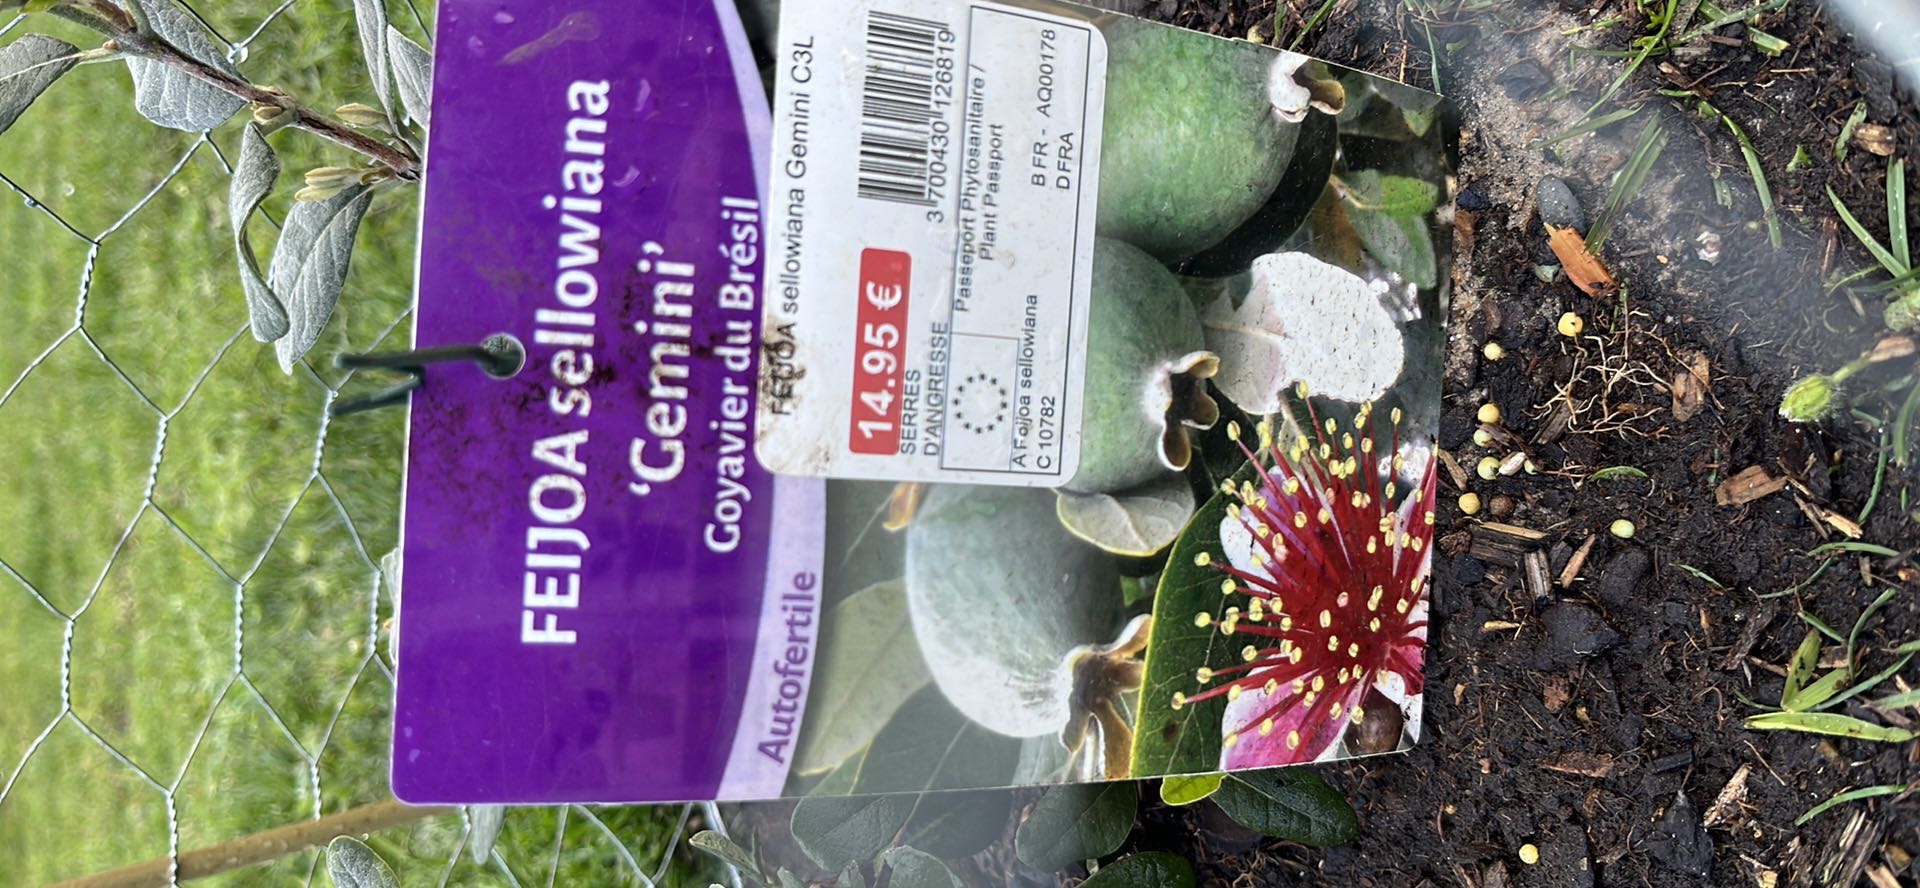 FEIJOA sellowiana
‘Gemini’
Goyavier du Brésil
Autofertile
FEIJOA sellowiana Gemini C3L
14.95 €
3 700430 126819
SERRES
D'ANGRESSE
Passeport Phytosanitaire /
Plant Passport
A Feijoa sellowiana
B FR - AQ00178
C 10782
D FRA